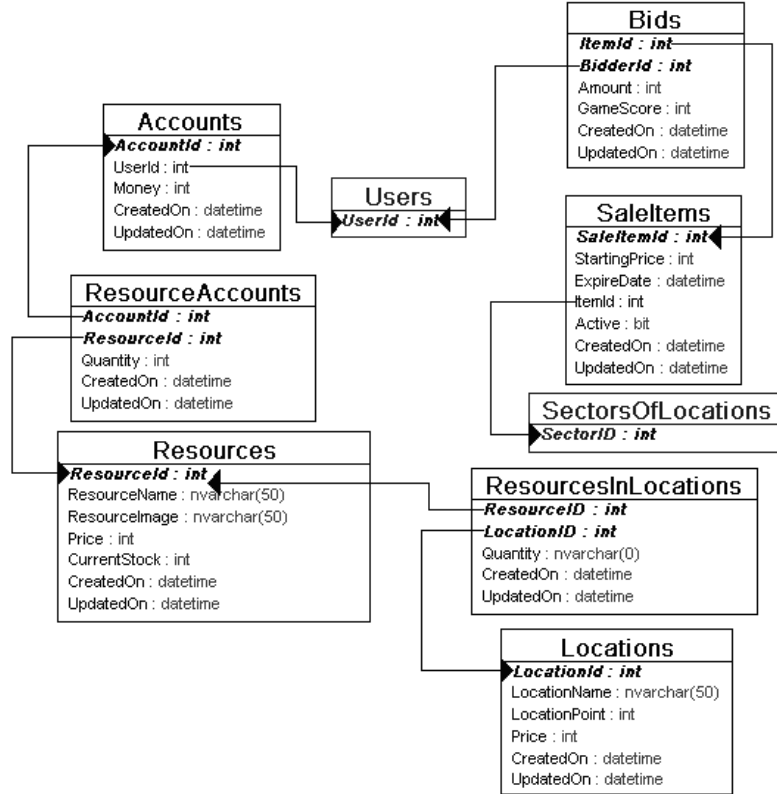 Bids
ItemId : int
BidderId : int
Amount : int
GameScore : int
CreatedOn : datetime
UpdatedOn : datetime
Accounts
AccountId : int
UserId : int
Money : int
CreatedOn : datetime
UpdatedOn : datetime
Users
UserId : int
SaleItems
SaleItemId : int
StartingPrice : int
ExpireDate : datetime
ItemId : int
Active : bit
CreatedOn : datetime
UpdatedOn : datetime
ResourceAccounts
AccountId : int
ResourceId : int
Quantity : int
CreatedOn : datetime
UpdatedOn : datetime
SectorsOfLocations
SectorID : int
Resources
ResourceId : int
ResourceName : nvarchar(50)
ResourceImage : nvarchar(50)
Price : int
CurrentStock : int
CreatedOn : datetime
UpdatedOn : datetime
ResourcesInLocations
ResourceID : int
LocationID : int
Quantity : nvarchar(0)
CreatedOn : datetime
UpdatedOn : datetime
Locations
LocationId : int
LocationName : nvarchar(50)
LocationPoint : int
Price : int
CreatedOn : datetime
UpdatedOn : datetime